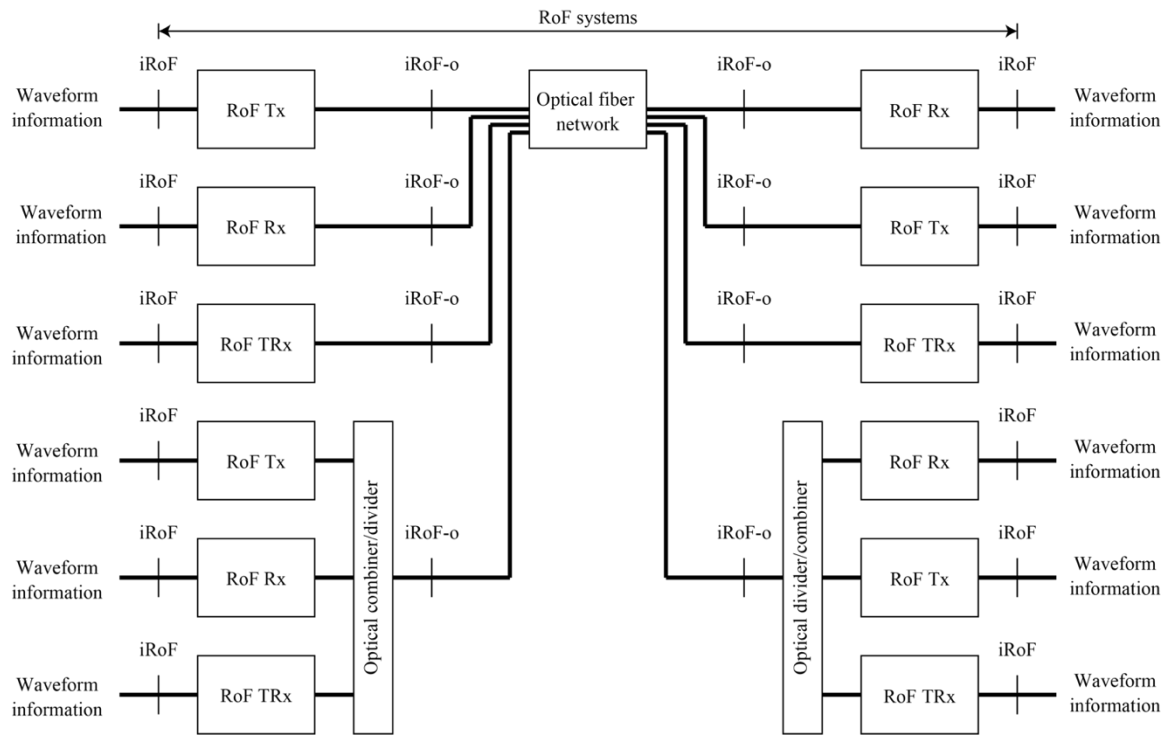 RoF systems
iRoF
iRoF-o
iRoF-o
iRoF
Waveform
information
RoF Tx
Optical fiber
network
RoF Rx
Waveform
information
iRoF
iRoF-o
iRoF-o
iRoF
Waveform
information
RoF Rx
RoF Tx
Waveform
information
iRoF
iRoF-o
iRoF-o
iRoF
Waveform
information
RoF TRx
RoF TRx
Waveform
information
iRoF
iRoF
Waveform
information
RoF Tx
RoF Rx
Waveform
information
Optical combiner/divider
Optical divider/combiner
iRoF
iRoF-o
iRoF-o
iRoF
Waveform
information
RoF Rx
RoF Tx
Waveform
information
iRoF
iRoF
Waveform
information
RoF TRx
RoF TRx
Waveform
information